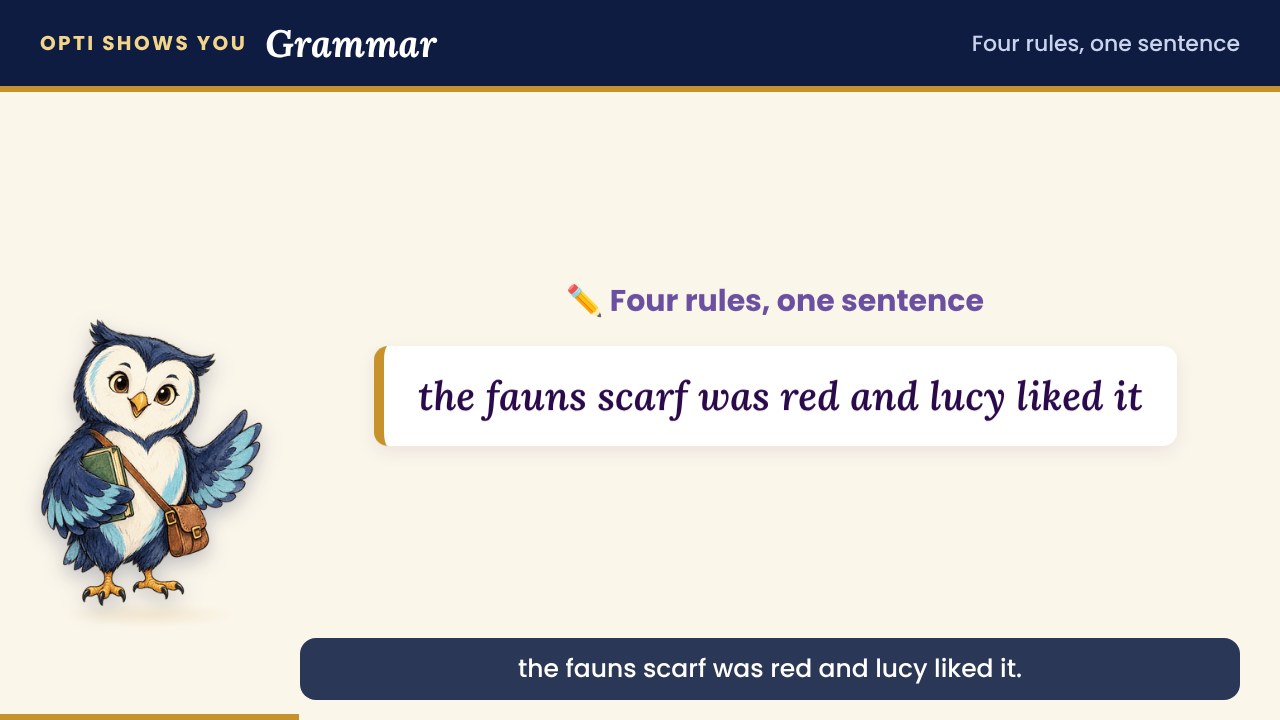 OPTI SHOWS YOU Grammar
Four rules, one sentence
✏️ Four rules, one sentence
the fauns scarf was red and lucy liked it
the fauns scarf was red and lucy liked it.